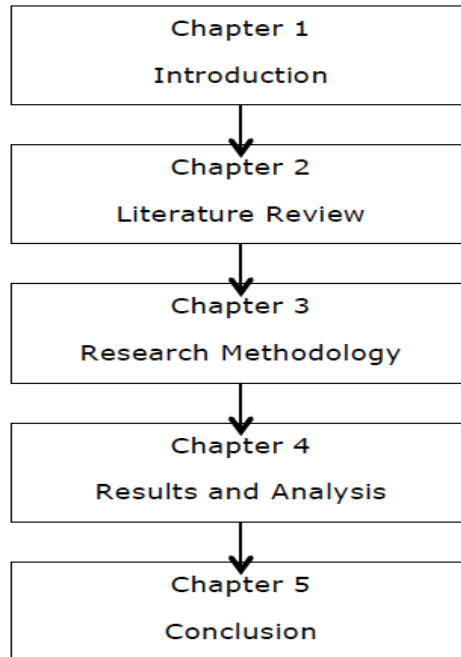 Chapter 1
Introduction
Chapter 2
Literature Review
Chapter 3
Research Methodology
Chapter 4
Results and Analysis
Chapter 5
Conclusion